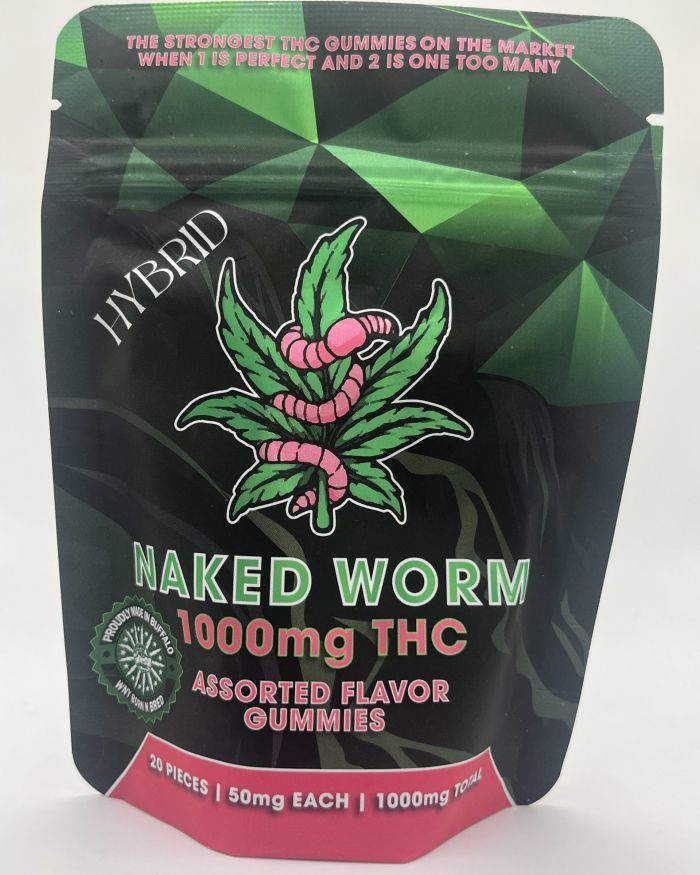 THE STRONGEST THC GUMMIES ON THE MARKET
WHEN 1 IS PERFECT AND 2 IS ONE TOO MANY
HYBRID
NAKED WORM
1000mg THC
ASSORTED FLAVOR
GUMMIES
PROUDLY MADE IN BUFFALO
WNY BORN N BRED
20 PIECES | 50mg EACH | 1000mg TOTAL